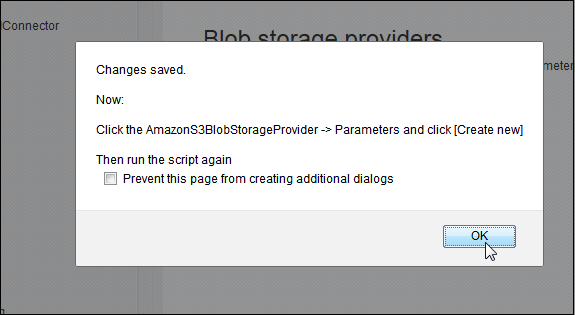 Connector
Blob storage providers
meter
Changes saved.
Now:
Click the AmazonS3BlobStorageProvider -> Parameters and click [Create new]
Then run the script again
Prevent this page from creating additional dialogs
OK